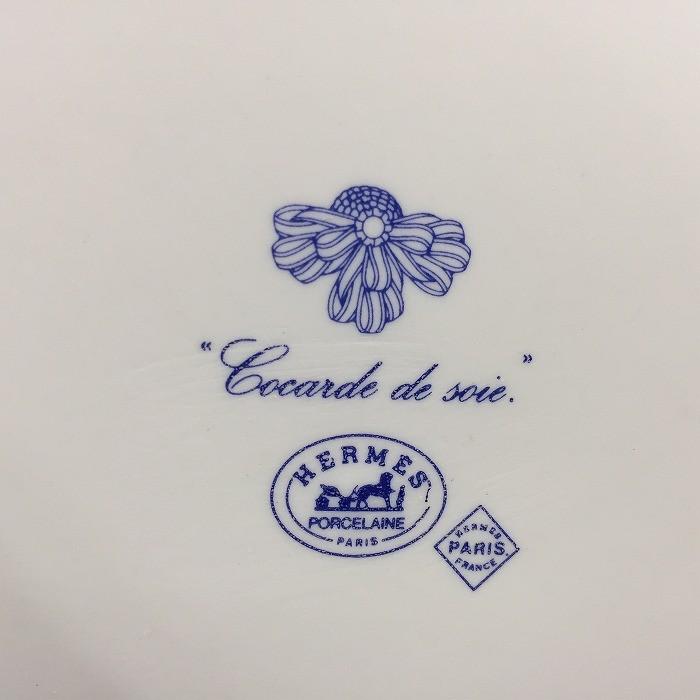 “Cocarde de soie.”
HERMES
PORCELAINE
PARIS
HERMES
PARIS
FRANCE